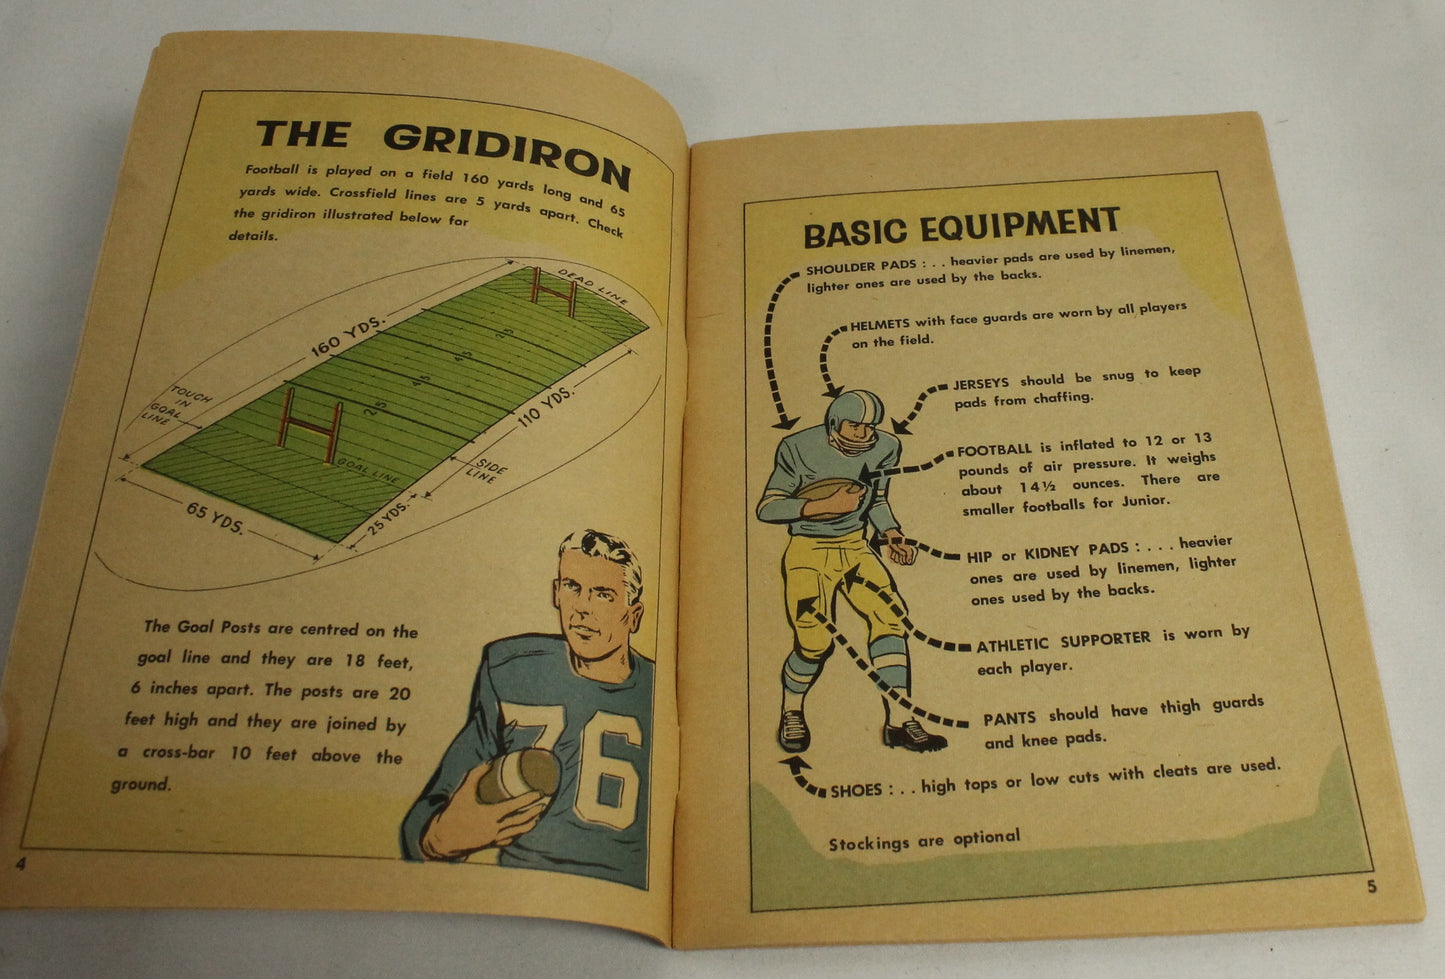 THE GRIDIRON
Football is played on a field 160 yards long and 65
yards wide. Crossfield lines are 5 yards apart. Check
the gridiron illustrated below for
details.
DEAD LINE
160 YDS.
25
45
45
25
TOUCH
IN
GOAL
LINE
110 YDS.
GOAL LINE
SIDE
LINE
65 YDS.
25 YDS.
The Goal Posts are centred on the
goal line and they are 18 feet,
6 inches apart. The posts are 20
feet high and they are joined by
a cross-bar 10 feet above the
ground.
76
4
BASIC EQUIPMENT
SHOULDER PADS : . . heavier pads are used by linemen,
lighter ones are used by the backs.
HELMETS with face guards are worn by all players
on the field.
JERSEYS should be snug to keep
pads from chaffing.
FOOTBALL is inflated to 12 or 13
pounds of air pressure. It weighs
about 14½ ounces. There are
smaller footballs for Junior.
HIP or KIDNEY PADS : . . . heavier
ones are used by linemen, lighter
ones used by the backs.
ATHLETIC SUPPORTER is worn by
each player.
PANTS should have thigh guards
and knee pads.
SHOES : . . high tops or low cuts with cleats are used.
Stockings are optional
5